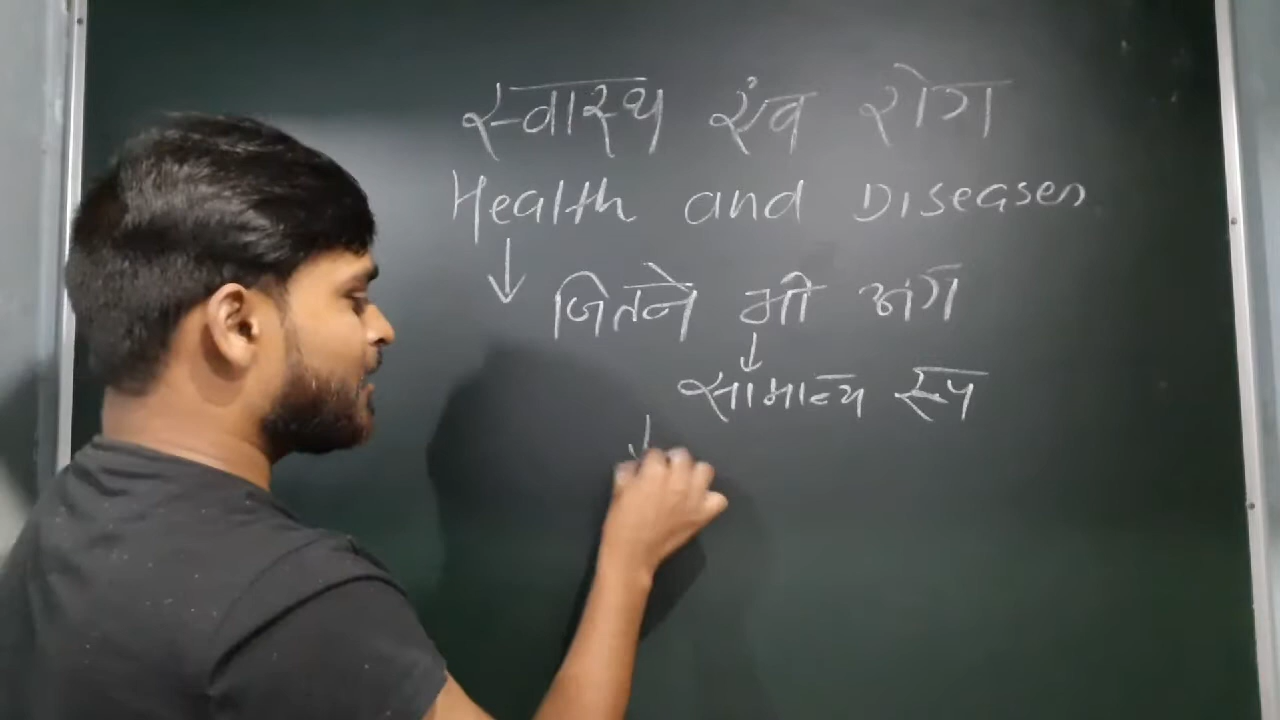 स्वास्थ एंव रोग
Health and Diseases
जितने भी अंग
सामान्य रूप